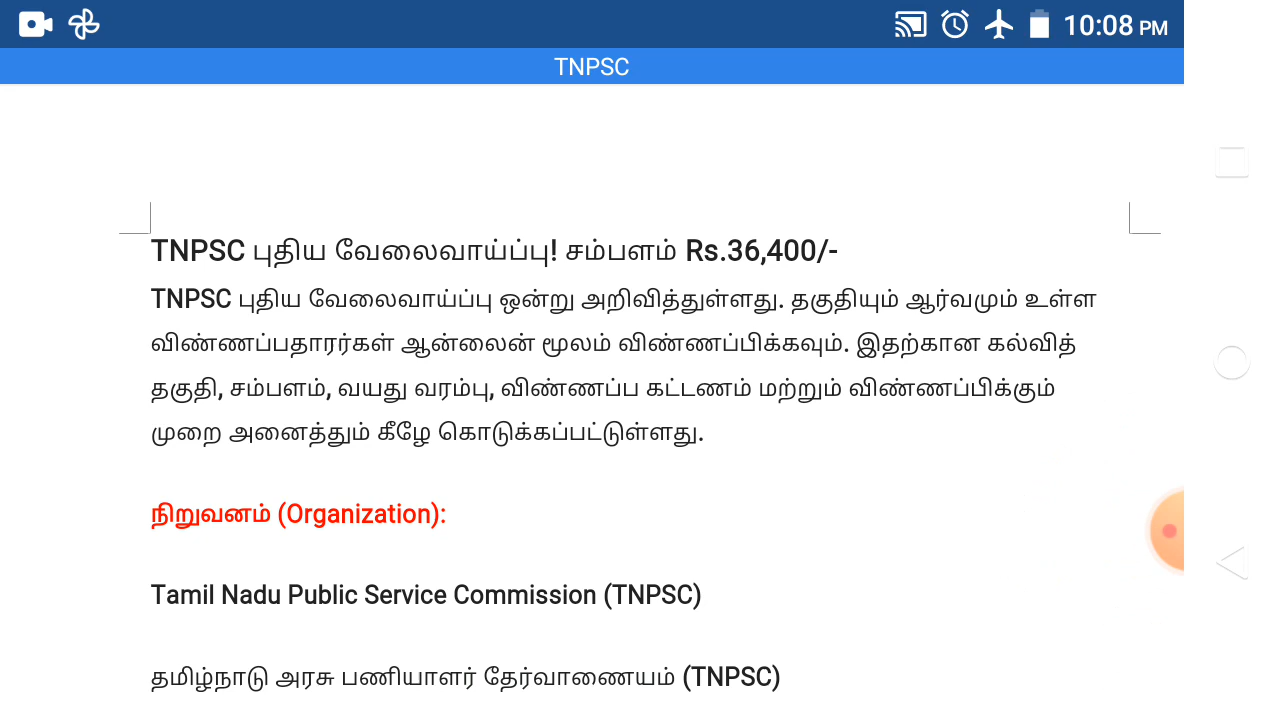 10:08 PM
TNPSC
TNPSC புதிய வேலைவாய்ப்பு! சம்பளம் Rs.36,400/-
TNPSC புதிய வேலைவாய்ப்பு ஒன்று அறிவித்துள்ளது. தகுதியும் ஆர்வமும் உள்ள
விண்ணப்பதாரர்கள் ஆன்லைன் மூலம் விண்ணப்பிக்கவும். இதற்கான கல்வித்
தகுதி, சம்பளம், வயது வரம்பு, விண்ணப்ப கட்டணம் மற்றும் விண்ணப்பிக்கும்
முறை அனைத்தும் கீழே கொடுக்கப்பட்டுள்ளது.
நிறுவனம் (Organization):
Tamil Nadu Public Service Commission (TNPSC)
தமிழ்நாடு அரசு பணியாளர் தேர்வாணையம் (TNPSC)